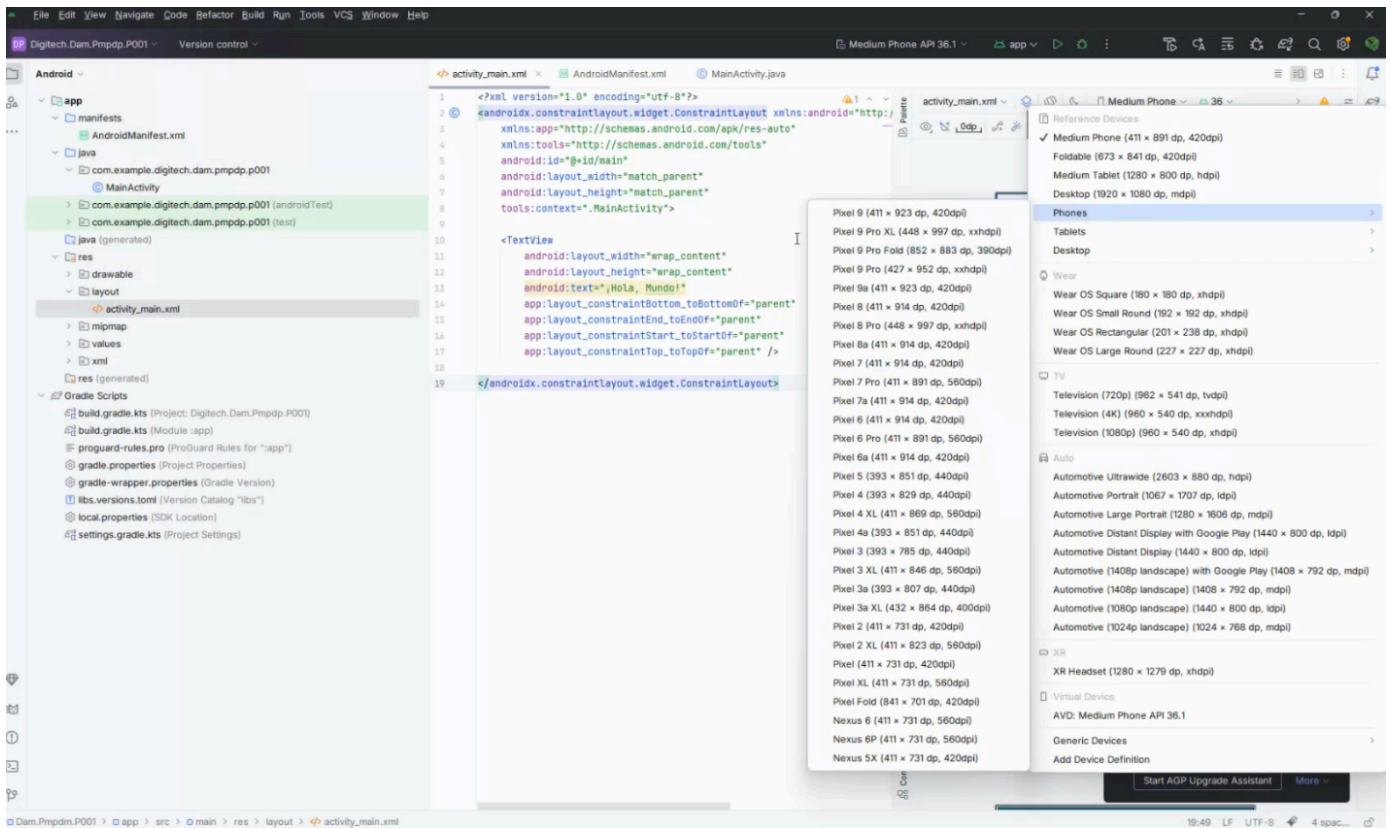 File Edit View Navigate Code Refactor Build Run Tools VCS Window Help
DP Digitech.Dam.Pmpdp.P001 Version control Medium Phone API 36.1 app
Android
activity_main.xml AndroidManifest.xml MainActivity.java
app
manifests
AndroidManifest.xml
java
com.example.digitech.dam.pmpdp.p001
MainActivity
com.example.digitech.dam.pmpdp.p001 (androidTest)
com.example.digitech.dam.pmpdp.p001 (test)
java (generated)
res
drawable
layout
activity_main.xml
mipmap
values
xml
res (generated)
Gradle Scripts
build.gradle.kts (Project: Digitech.Dam.Pmpdp.P001)
build.gradle.kts (Module :app)
proguard-rules.pro (ProGuard Rules for ":app")
gradle.properties (Project Properties)
gradle-wrapper.properties (Gradle Version)
libs.versions.toml (Version Catalog "libs")
local.properties (SDK Location)
settings.gradle.kts (Project Settings)
1 <?xml version="1.0" encoding="utf-8"?>
2 <androidx.constraintlayout.widget.ConstraintLayout xmlns:android="http:/
3 xmlns:app="http://schemas.android.com/apk/res-auto"
4 xmlns:tools="http://schemas.android.com/tools"
5 android:id="@+id/main"
6 android:layout_width="match_parent"
7 android:layout_height="match_parent"
8 tools:context=".MainActivity">
9
10 <TextView
11 android:layout_width="wrap_content"
12 android:layout_height="wrap_content"
13 android:text="¡Hola, Mundo!"
14 app:layout_constraintBottom_toBottomOf="parent"
15 app:layout_constraintEnd_toEndOf="parent"
16 app:layout_constraintStart_toStartOf="parent"
17 app:layout_constraintTop_toTopOf="parent" />
18
19 </androidx.constraintlayout.widget.ConstraintLayout>
1
Palette
activity_main.xml Medium Phone 36
0dp
Pixel 9 (411 × 923 dp, 420dpi)
Pixel 9 Pro XL (448 × 997 dp, xxhdpi)
Pixel 9 Pro Fold (852 × 883 dp, 390dpi)
Pixel 9 Pro (427 × 952 dp, xxhdpi)
Pixel 9a (411 × 923 dp, 420dpi)
Pixel 8 (411 × 914 dp, 420dpi)
Pixel 8 Pro (448 × 997 dp, xxhdpi)
Pixel 8a (411 × 914 dp, 420dpi)
Pixel 7 (411 × 914 dp, 420dpi)
Pixel 7 Pro (411 × 891 dp, 560dpi)
Pixel 7a (411 × 914 dp, 420dpi)
Pixel 6 (411 × 914 dp, 420dpi)
Pixel 6 Pro (411 × 891 dp, 560dpi)
Pixel 6a (411 × 914 dp, 420dpi)
Pixel 5 (393 × 851 dp, 440dpi)
Pixel 4 (393 × 829 dp, 440dpi)
Pixel 4 XL (411 × 869 dp, 560dpi)
Pixel 4a (393 × 851 dp, 440dpi)
Pixel 3 (393 × 785 dp, 440dpi)
Pixel 3 XL (411 × 846 dp, 560dpi)
Pixel 3a (393 × 807 dp, 440dpi)
Pixel 3a XL (432 × 864 dp, 400dpi)
Pixel 2 (411 × 731 dp, 420dpi)
Pixel 2 XL (411 × 823 dp, 560dpi)
Pixel (411 × 731 dp, 420dpi)
Pixel XL (411 × 731 dp, 560dpi)
Pixel Fold (841 × 701 dp, 420dpi)
Nexus 6 (411 × 731 dp, 560dpi)
Nexus 6P (411 × 731 dp, 560dpi)
Nexus 5X (411 × 731 dp, 420dpi)
Reference Devices
Medium Phone (411 × 891 dp, 420dpi)
Foldable (673 × 841 dp, 420dpi)
Medium Tablet (1280 × 800 dp, hdpi)
Desktop (1920 × 1080 dp, mdpi)
Phones
Tablets
Desktop
Wear
Wear OS Square (180 × 180 dp, xhdpi)
Wear OS Small Round (192 × 192 dp, xhdpi)
Wear OS Rectangular (201 × 238 dp, xhdpi)
Wear OS Large Round (227 × 227 dp, xhdpi)
TV
Television (720p) (962 × 541 dp, tvdpi)
Television (4K) (960 × 540 dp, xxxhdpi)
Television (1080p) (960 × 540 dp, xhdpi)
Auto
Automotive Ultrawide (2603 × 880 dp, hdpi)
Automotive Portrait (1067 × 1707 dp, ldpi)
Automotive Large Portrait (1280 × 1606 dp, mdpi)
Automotive Distant Display with Google Play (1440 × 800 dp, ldpi)
Automotive Distant Display (1440 × 800 dp, ldpi)
Automotive (1408p landscape) with Google Play (1408 × 792 dp, mdpi)
Automotive (1408p landscape) (1408 × 792 dp, mdpi)
Automotive (1080p landscape) (1440 × 800 dp, ldpi)
Automotive (1024p landscape) (1024 × 768 dp, mdpi)
XR
XR Headset (1280 × 1279 dp, xhdpi)
Virtual Device
AVD: Medium Phone API 36.1
Generic Devices
Add Device Definition
Start AGP Upgrade Assistant More
Dam.Pmpdm.P001 > app > src > main > res > layout > activity_main.xml 19:49 LF UTF-8 4 spac...